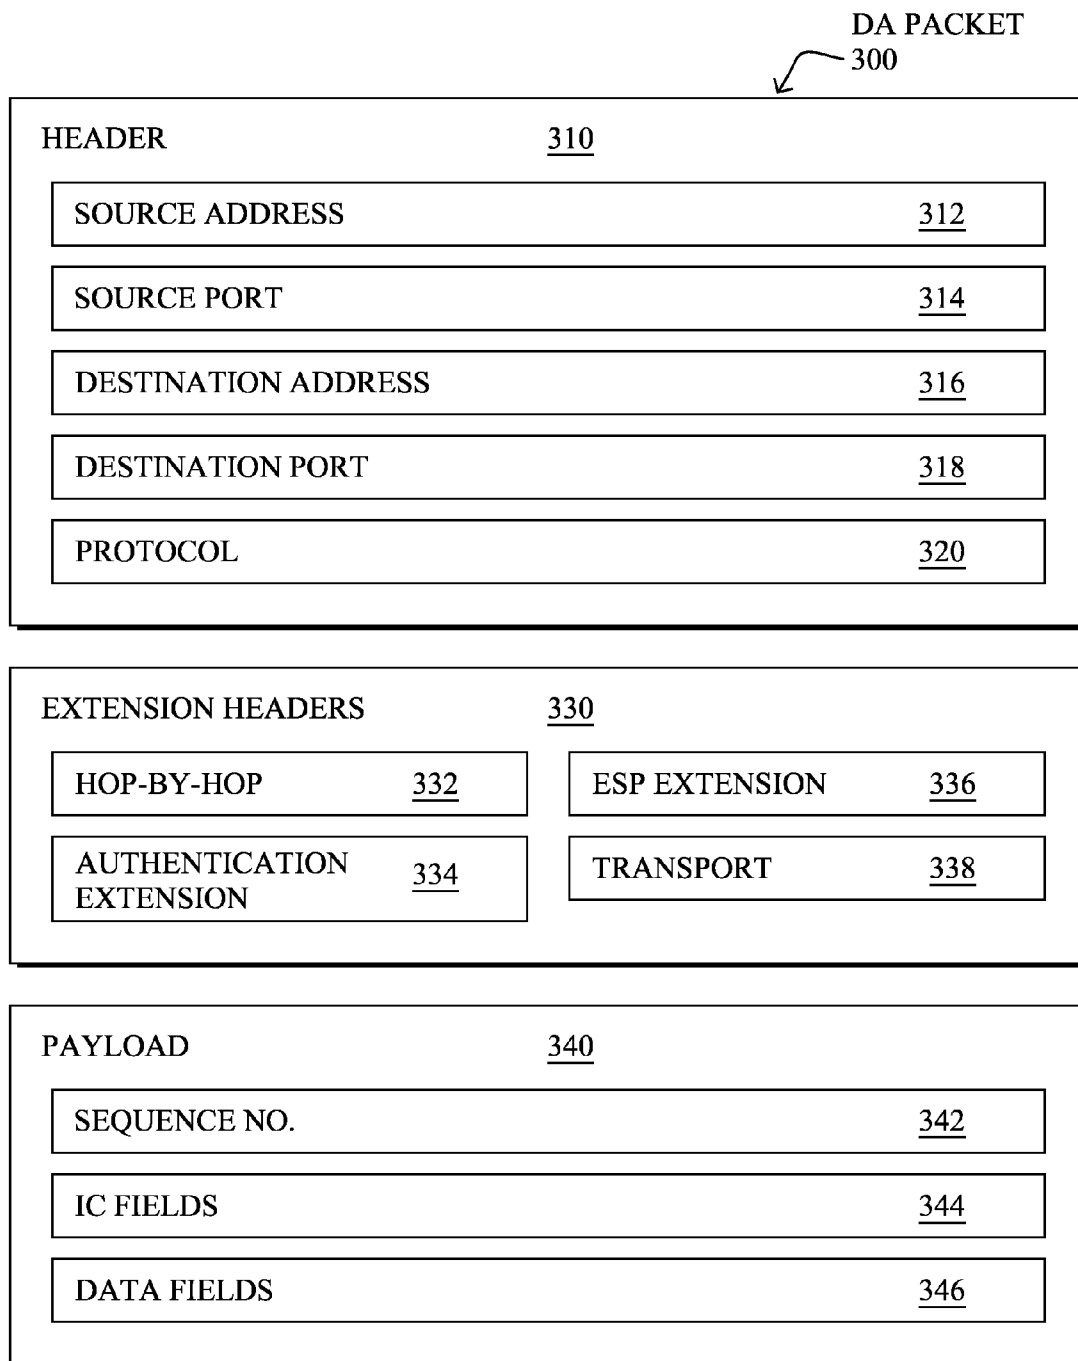 DA PACKET
300
HEADER 310
SOURCE ADDRESS 312
SOURCE PORT 314
DESTINATION ADDRESS 316
DESTINATION PORT 318
PROTOCOL 320
EXTENSION HEADERS 330
HOP-BY-HOP 332
ESP EXTENSION 336
AUTHENTICATION
EXTENSION 334
TRANSPORT 338
PAYLOAD 340
SEQUENCE NO. 342
IC FIELDS 344
DATA FIELDS 346